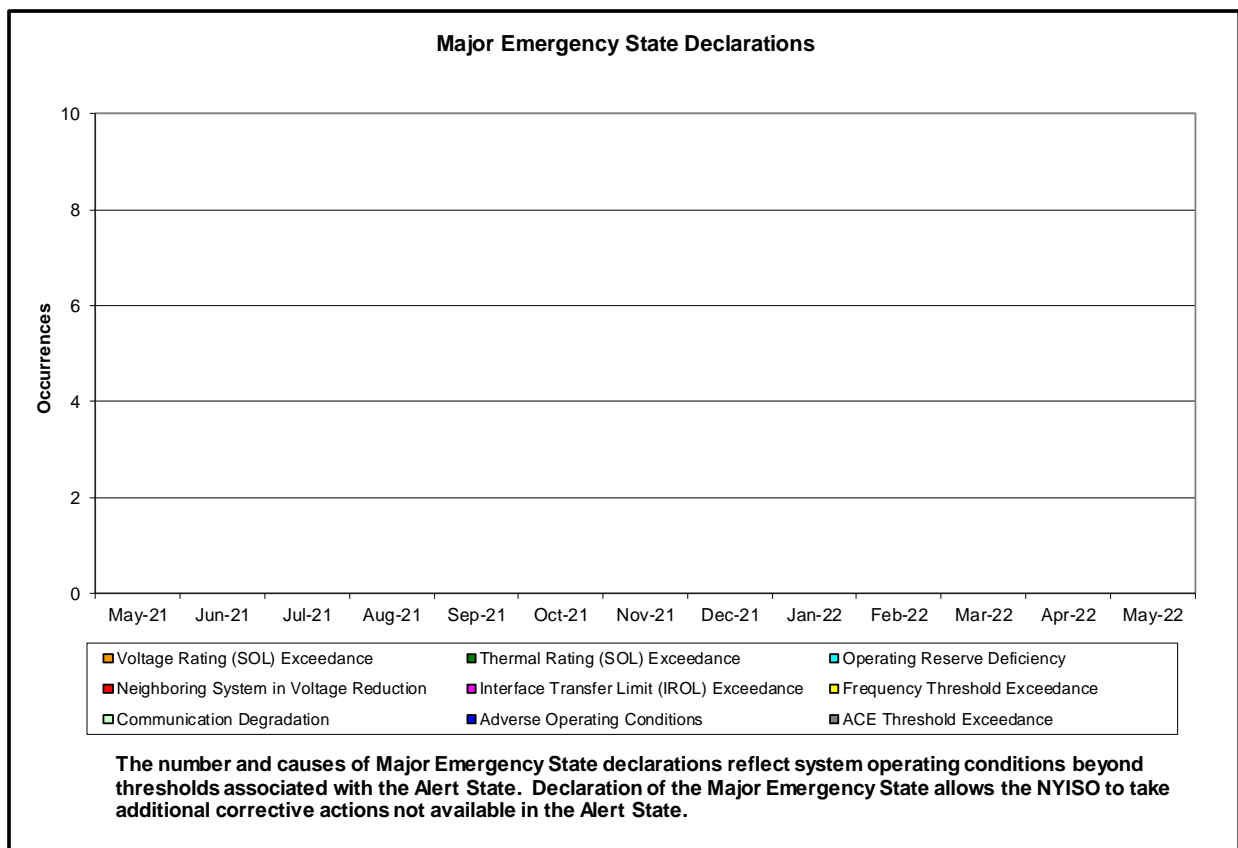 Major Emergency State Declarations
10
8
6
4
2
0
Occurrences
May-21 Jun-21 Jul-21 Aug-21 Sep-21 Oct-21 Nov-21 Dec-21 Jan-22 Feb-22 Mar-22 Apr-22 May-22
Voltage Rating (SOL) Exceedance Thermal Rating (SOL) Exceedance Operating Reserve Deficiency
Neighboring System in Voltage Reduction Interface Transfer Limit (IROL) Exceedance Frequency Threshold Exceedance
Communication Degradation Adverse Operating Conditions ACE Threshold Exceedance
The number and causes of Major Emergency State declarations reflect system operating conditions beyond
thresholds associated with the Alert State.  Declaration of the Major Emergency State allows the NYISO to take
additional corrective actions not available in the Alert State.